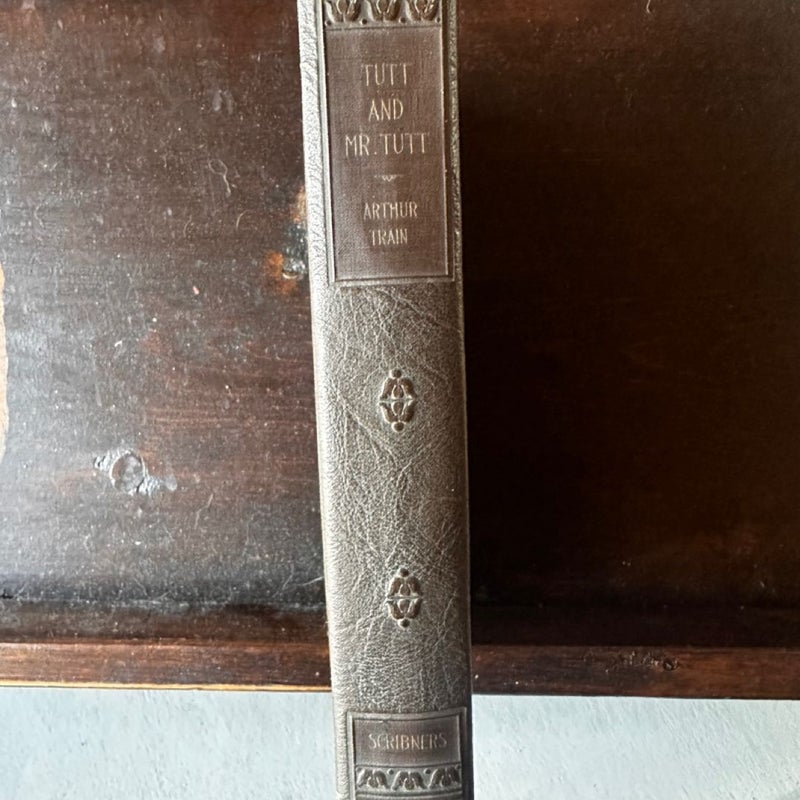 TUTT
AND
MR. TUTT
ARTHUR
TRAIN
SCRIBNERS